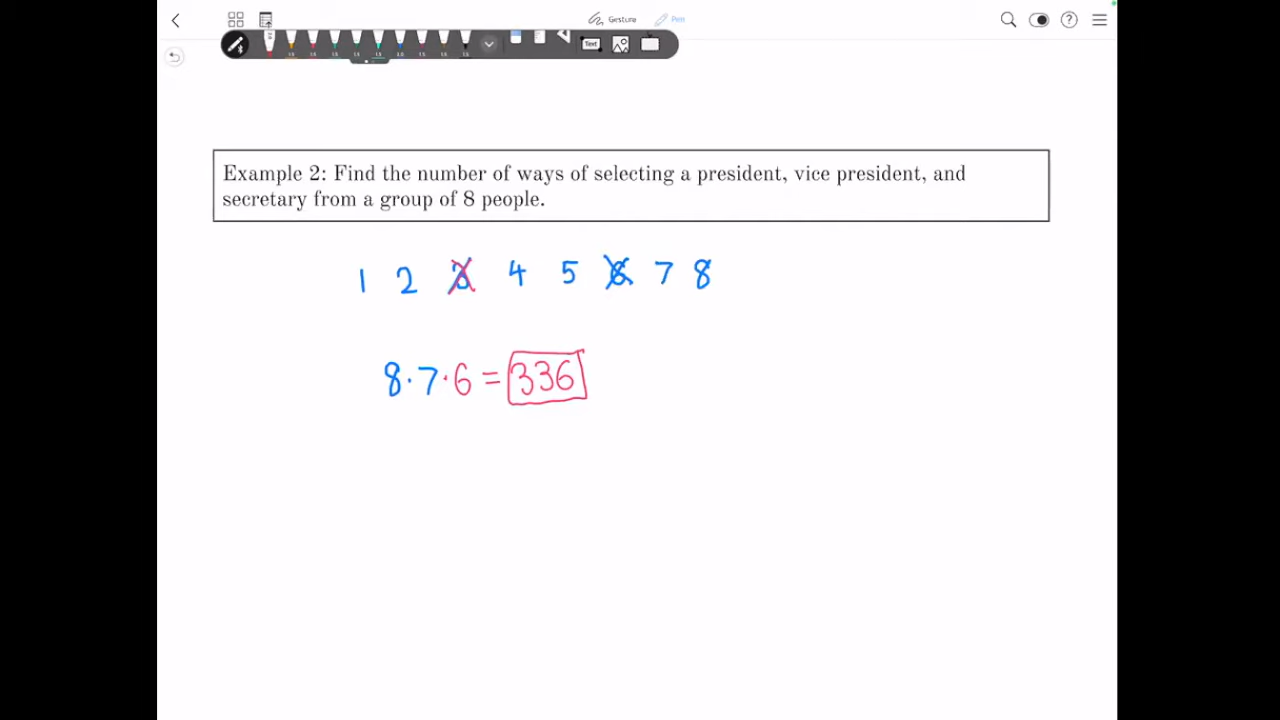 Gesture Pen
Text
Example 2: Find the number of ways of selecting a president, vice president, and
secretary from a group of 8 people.
1 2 3 4 5 6 7 8
8·7·6 = 336